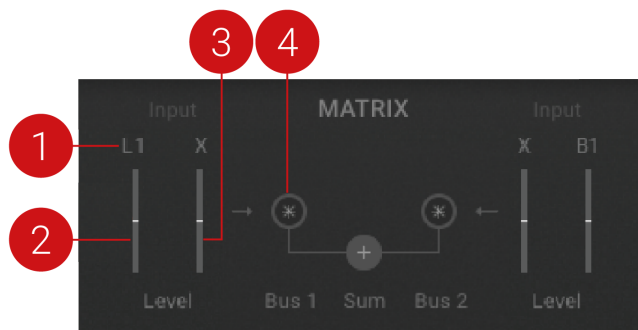 3 4
Input MATRIX Input
1 L1 X X B1
2
Level Bus 1 Sum Bus 2 Level